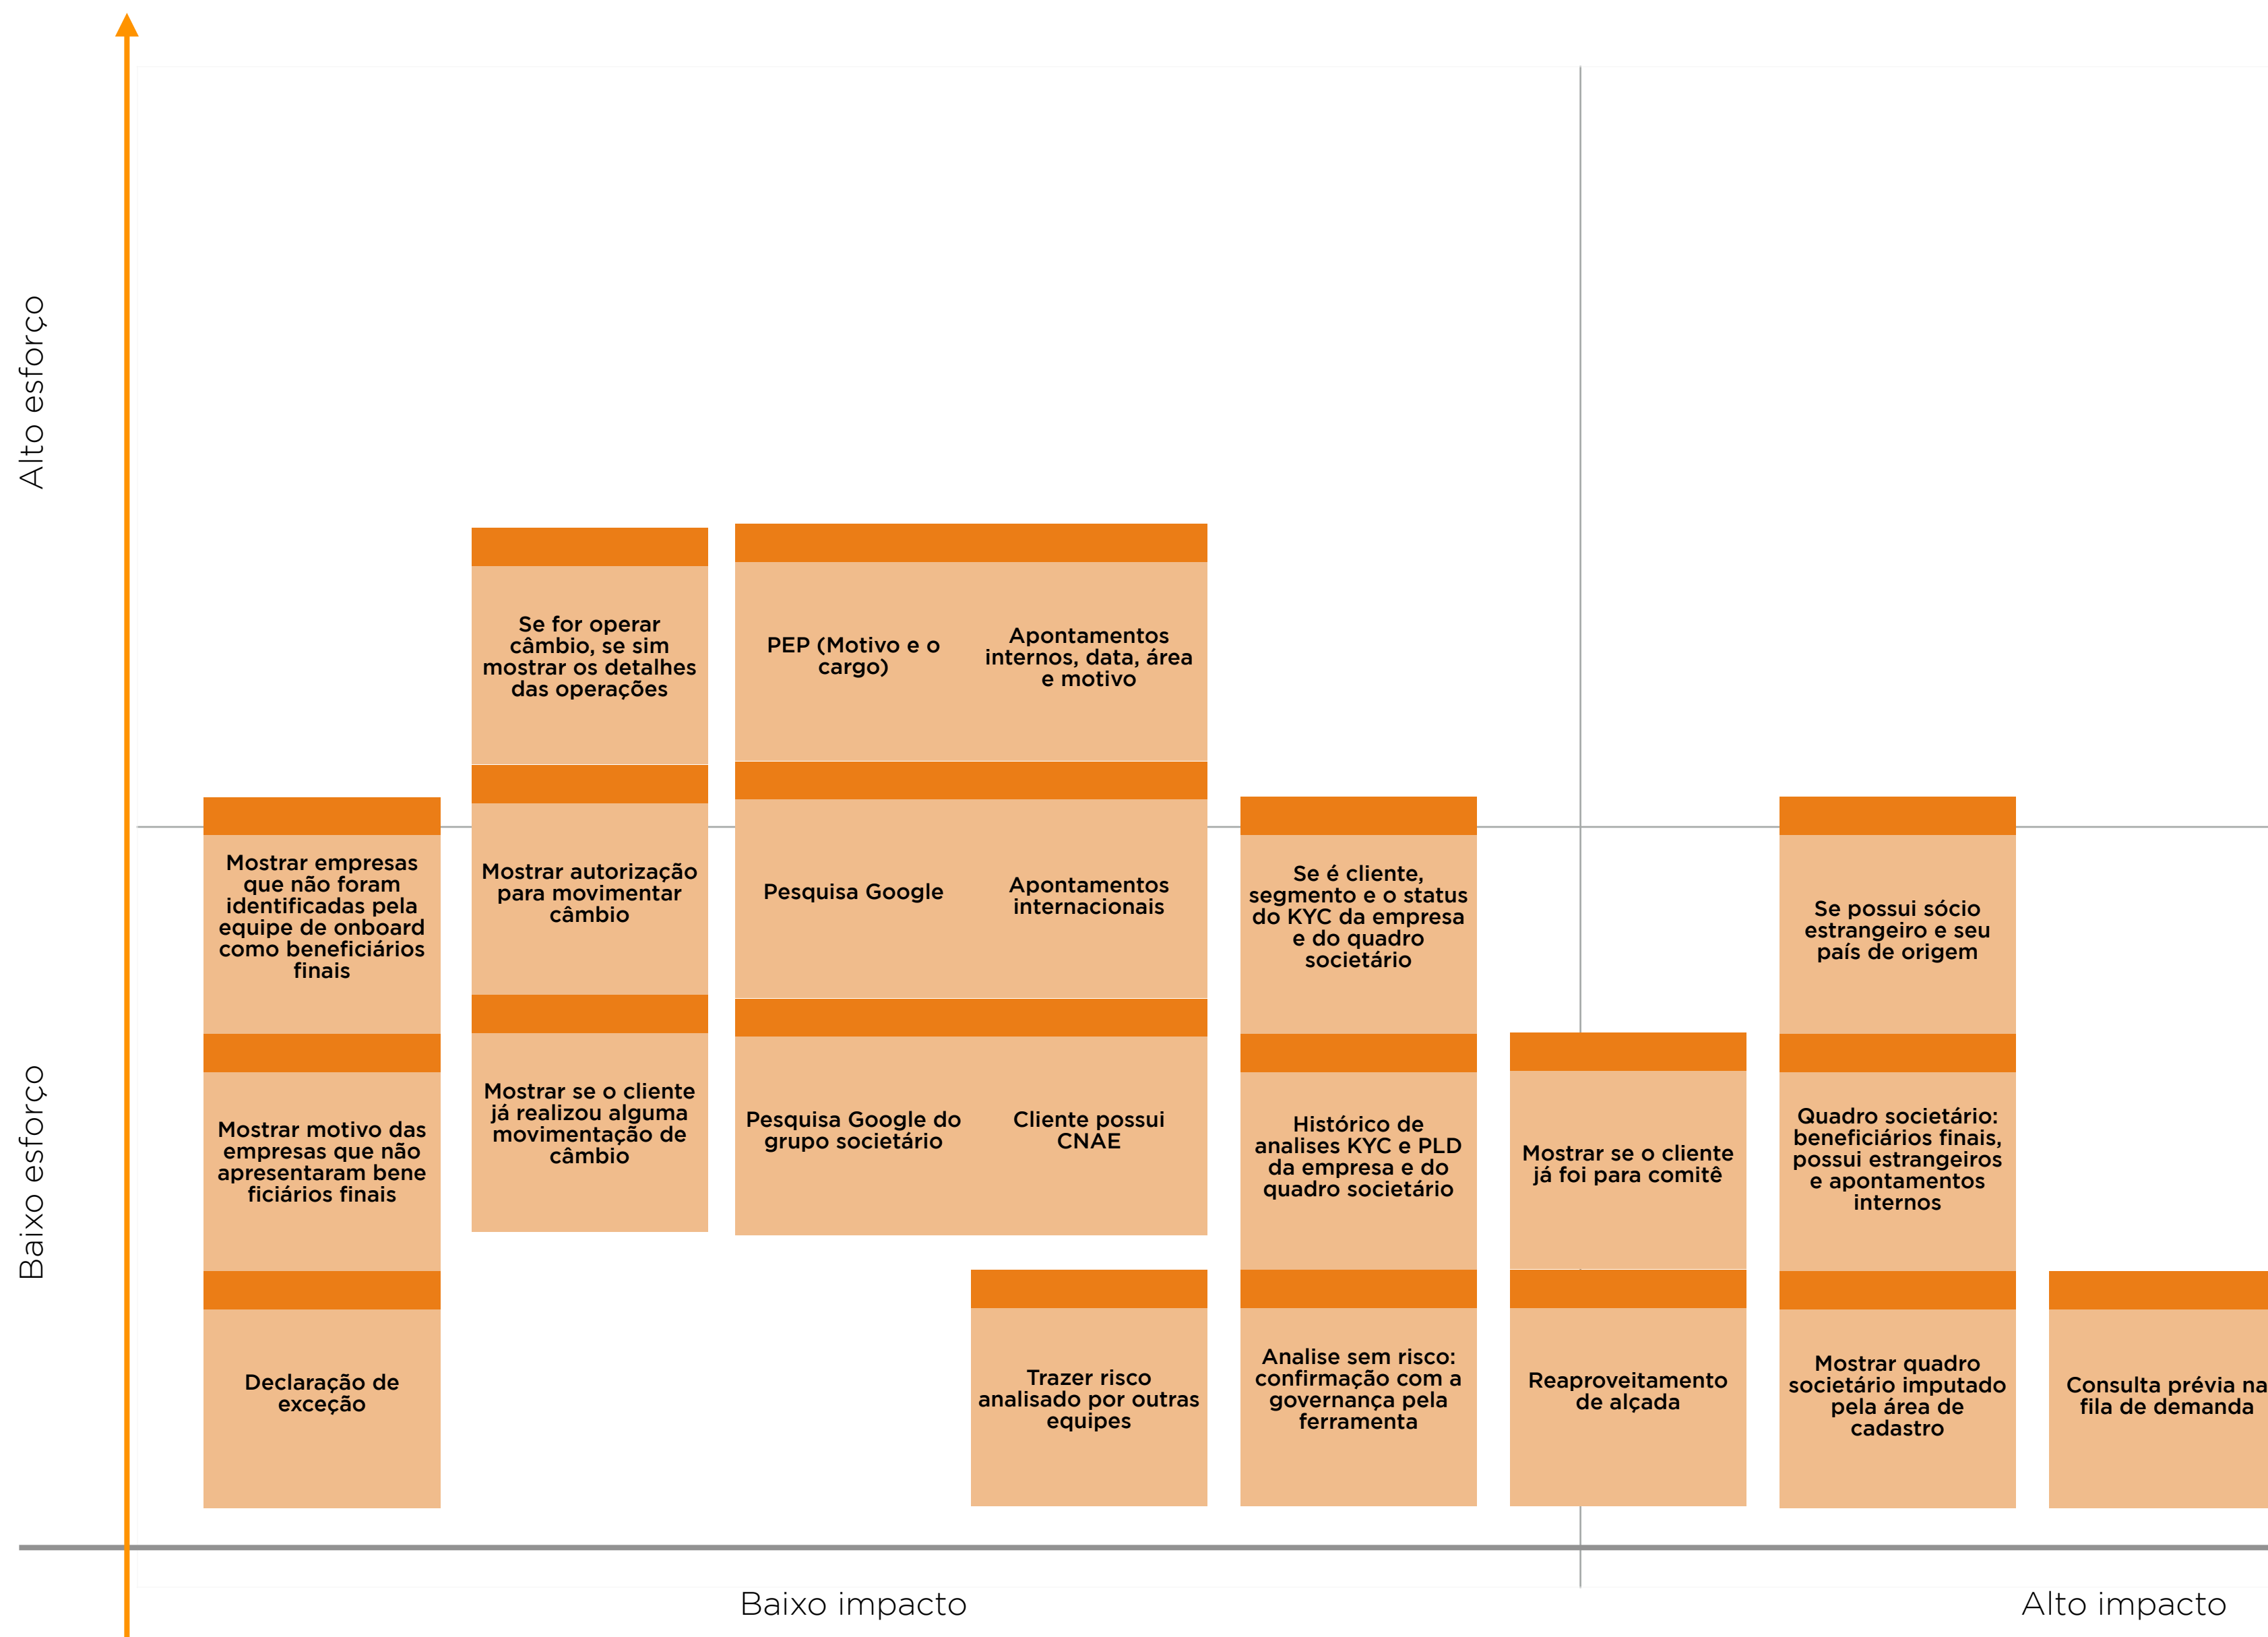 Alto esforço
Baixo esforço
Se for operar
câmbio, se sim
mostrar os detalhes
das operações
PEP (Motivo e o
cargo)
Apontamentos
internos, data, área
e motivo
Mostrar empresas
que não foram
identificadas pela
equipe de onboard
como beneficiários
finais
Mostrar autorização
para movimentar
câmbio
Pesquisa Google
Apontamentos
internacionais
Se é cliente,
segmento e o status
do KYC da empresa
e do quadro
societário
Se possui sócio
estrangeiro e seu
país de origem
Mostrar motivo das
empresas que não
apresentaram bene
ficiários finais
Mostrar se o cliente
já realizou alguma
movimentação de
câmbio
Pesquisa Google do
grupo societário
Cliente possui
CNAE
Histórico de
analises KYC e PLD
da empresa e do
quadro societário
Mostrar se o cliente
já foi para comitê
Quadro societário:
beneficiários finais,
possui estrangeiros
e apontamentos
internos
Declaração de
exceção
Trazer risco
analisado por outras
equipes
Analise sem risco:
confirmação com a
governança pela
ferramenta
Reaproveitamento
de alçada
Mostrar quadro
societário imputado
pela área de
cadastro
Consulta prévia na
fila de demanda
Baixo impacto
Alto impacto